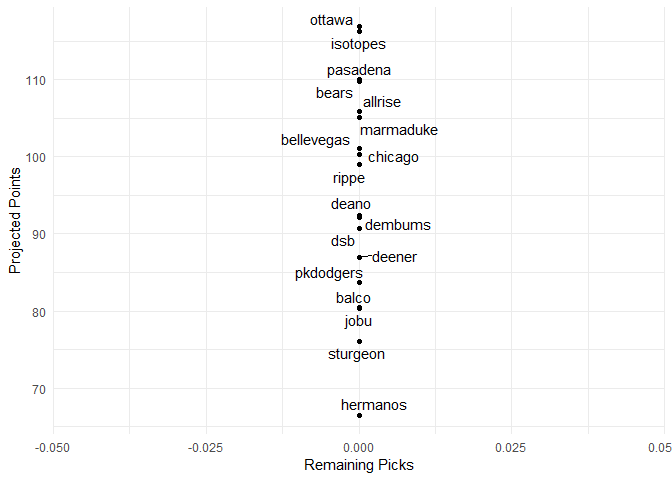 ottawa
isotopes
pasadena
110
bears
allrise
marmaduke
bellevegas
100
chicago
rippe
deano
dembums
90
dsb
deener
pkdodgers
balco
80
jobu
sturgeon
70
hermanos
Projected Points
-0.050
-0.025
0.000
0.025
0.05
Remaining Picks